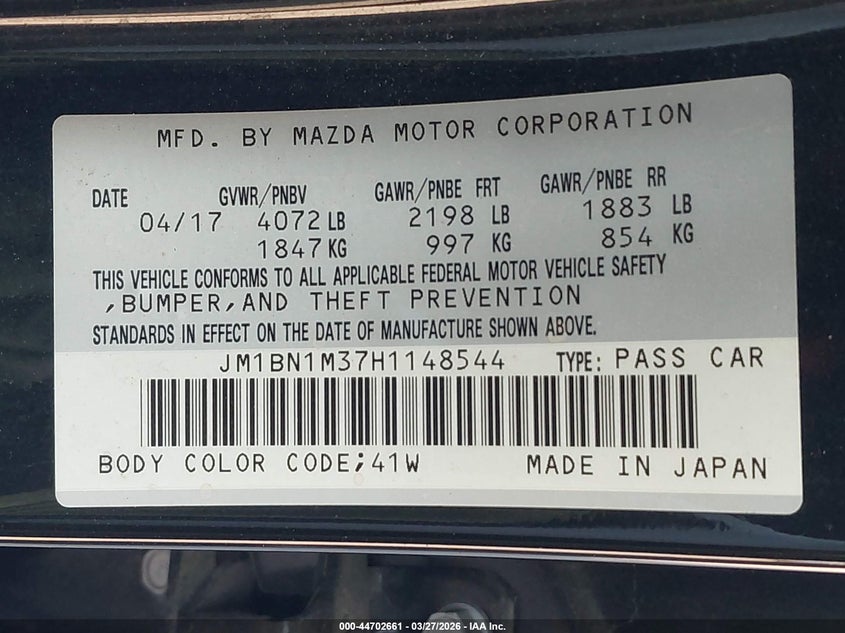 MFD. BY MAZDA MOTOR CORPORATION
DATE GVWR/PNBV GAWR/PNBE FRT GAWR/PNBE RR
04/17 4072 LB 2198 LB 1883 LB
1847 KG 997 KG 854 KG
THIS VEHICLE CONFORMS TO ALL APPLICABLE FEDERAL MOTOR VEHICLE SAFETY
,BUMPER,AND THEFT PREVENTION
STANDARDS IN EFFECT ON THE DATE OF MANUFACTURE SHOWN ABOVE.
JM1BN1M37H1148544 TYPE: PASS CAR
BODY COLOR CODE;41W MADE IN JAPAN
000-44702661 - 03/27/2026 - IAA Inc.